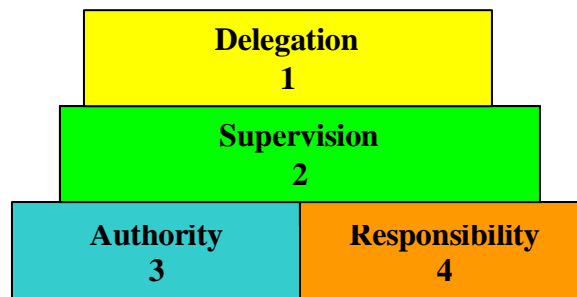 Delegation
1
Supervision
2
Authority
3
Responsibility
4